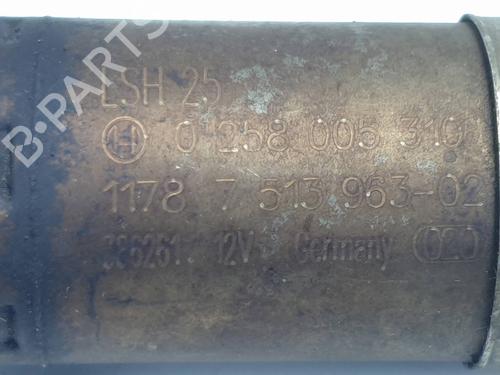 B-PARTS
LSH 25
0 258 005 310
1178 7 513 963-02
12V Germany